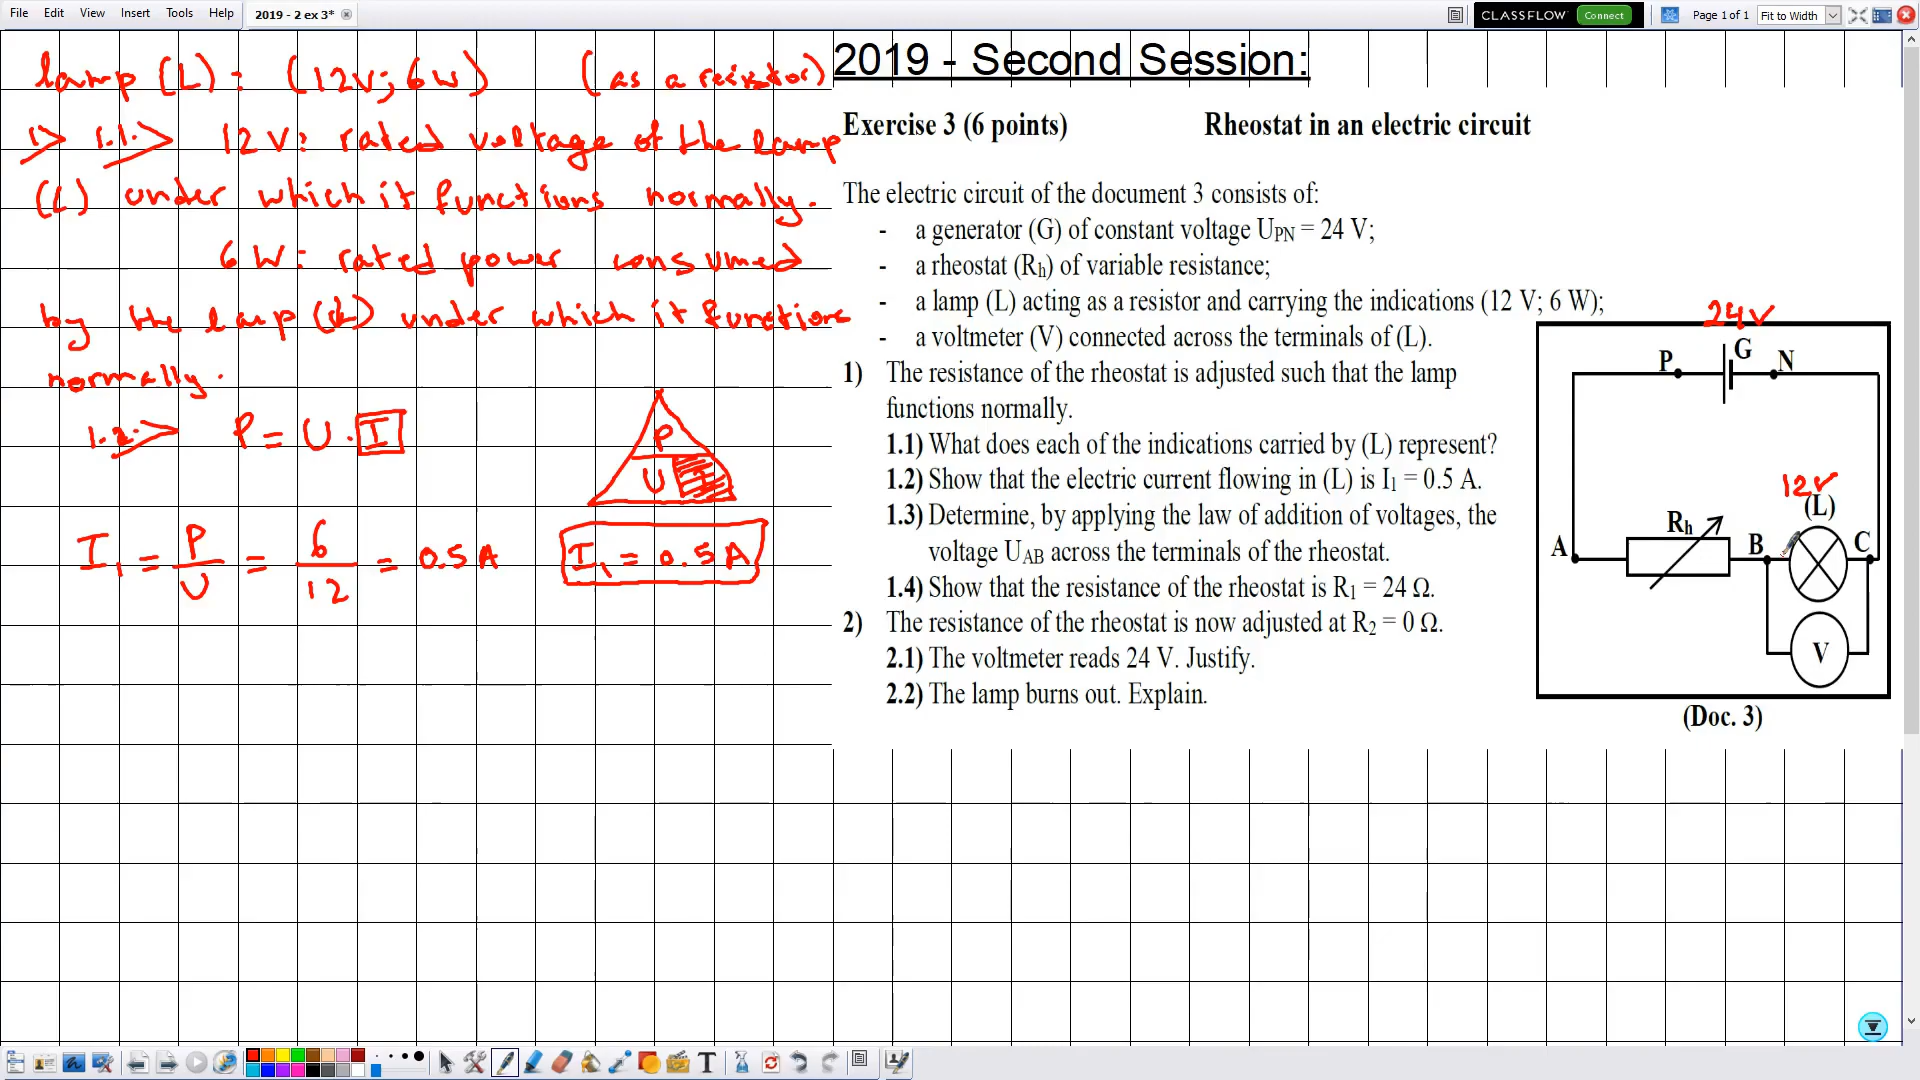 File Edit View Insert Tools Help 2019 - 2 ex 3* CLASSFLOW Connect Page 1 of 1 Fit to Width
lamp (L) : (12V; 6W) (as a resistor)
1> 1.1.> 12 V: rated voltage of the lamp
(L) under which it functions normally.
6 W: rated power consumed
by the lamp (L) under which it functions
normally.
1.2.> P = U . I
P
U I
I1 = P/U = 6/12 = 0.5 A
I1 = 0.5 A
2019 - Second Session:
Exercise 3 (6 points) Rheostat in an electric circuit
The electric circuit of the document 3 consists of:
- a generator (G) of constant voltage UPN = 24 V;
- a rheostat (Rh) of variable resistance;
- a lamp (L) acting as a resistor and carrying the indications (12 V; 6 W);
- a voltmeter (V) connected across the terminals of (L).
1) The resistance of the rheostat is adjusted such that the lamp
functions normally.
1.1) What does each of the indications carried by (L) represent?
1.2) Show that the electric current flowing in (L) is I1 = 0.5 A.
1.3) Determine, by applying the law of addition of voltages, the
voltage UAB across the terminals of the rheostat.
1.4) Show that the resistance of the rheostat is R1 = 24 Ω.
2) The resistance of the rheostat is now adjusted at R2 = 0 Ω.
2.1) The voltmeter reads 24 V. Justify.
2.2) The lamp burns out. Explain.
24V
P G N
12V
(L)
Rh
A B C
V
(Doc. 3)
T